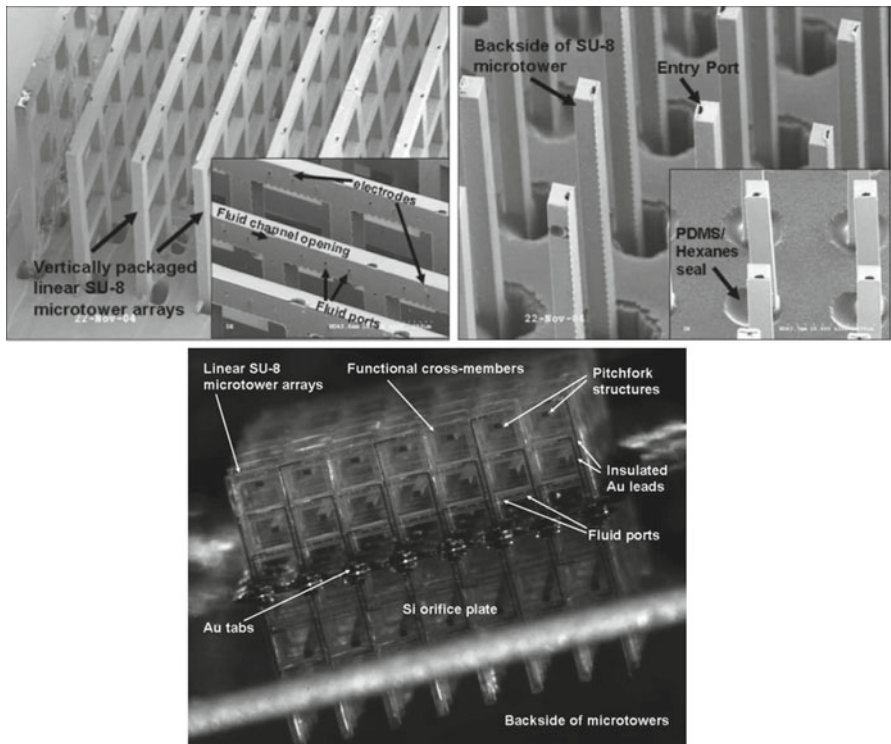 Vertically packaged
linear SU-8
microtower arrays
22-Nov-04
electrodes
Fluid channel opening
Fluid ports
SE
Backside of SU-8
microtower
Entry Port
22-Nov-04
PDMS/
Hexanes
seal
SE
Linear SU-8
microtower arrays
Functional cross-members
Pitchfork
structures
Insulated
Au leads
Fluid ports
Au tabs
Si orifice plate
Backside of microtowers